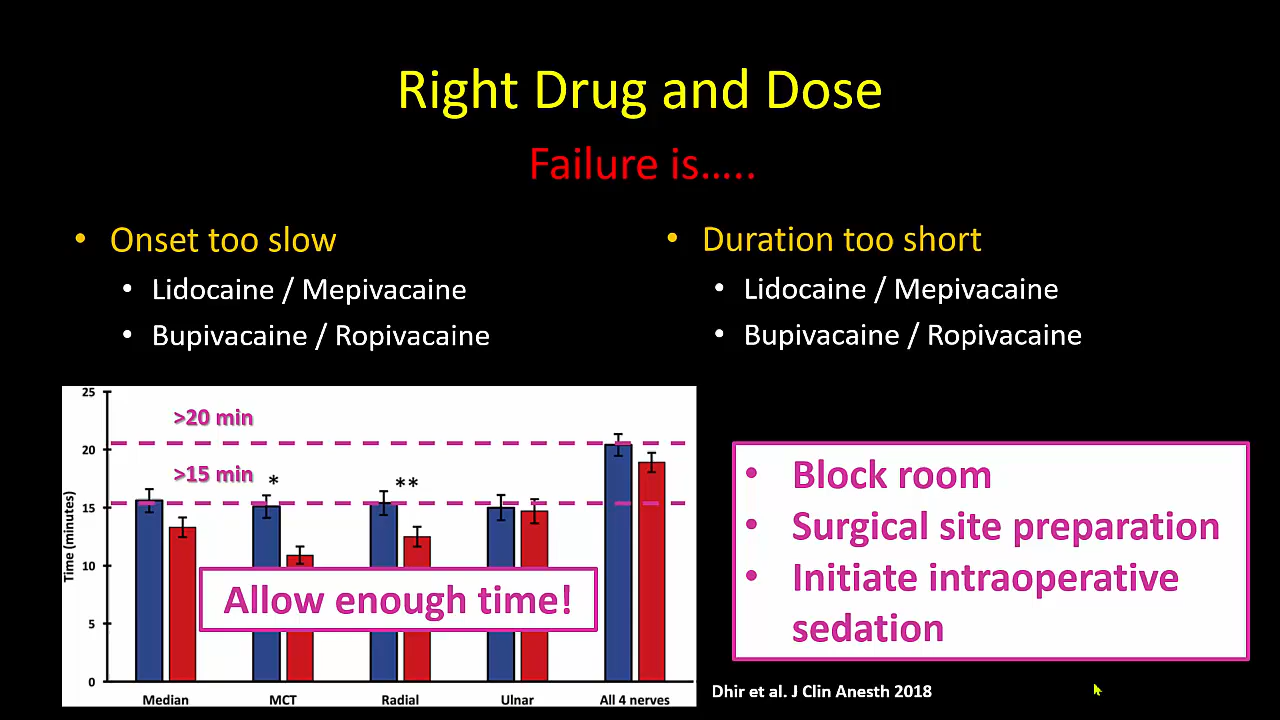 Right Drug and Dose
Failure is.....
• Onset too slow
• Lidocaine / Mepivacaine
• Bupivacaine / Ropivacaine
• Duration too short
• Lidocaine / Mepivacaine
• Bupivacaine / Ropivacaine
25
20
15
10
5
0
Time (minutes)
>20 min
>15 min
*
**
Allow enough time!
Median
MCT
Radial
Ulnar
All 4 nerves
• Block room
• Surgical site preparation
• Initiate intraoperative
sedation
Dhir et al. J Clin Anesth 2018